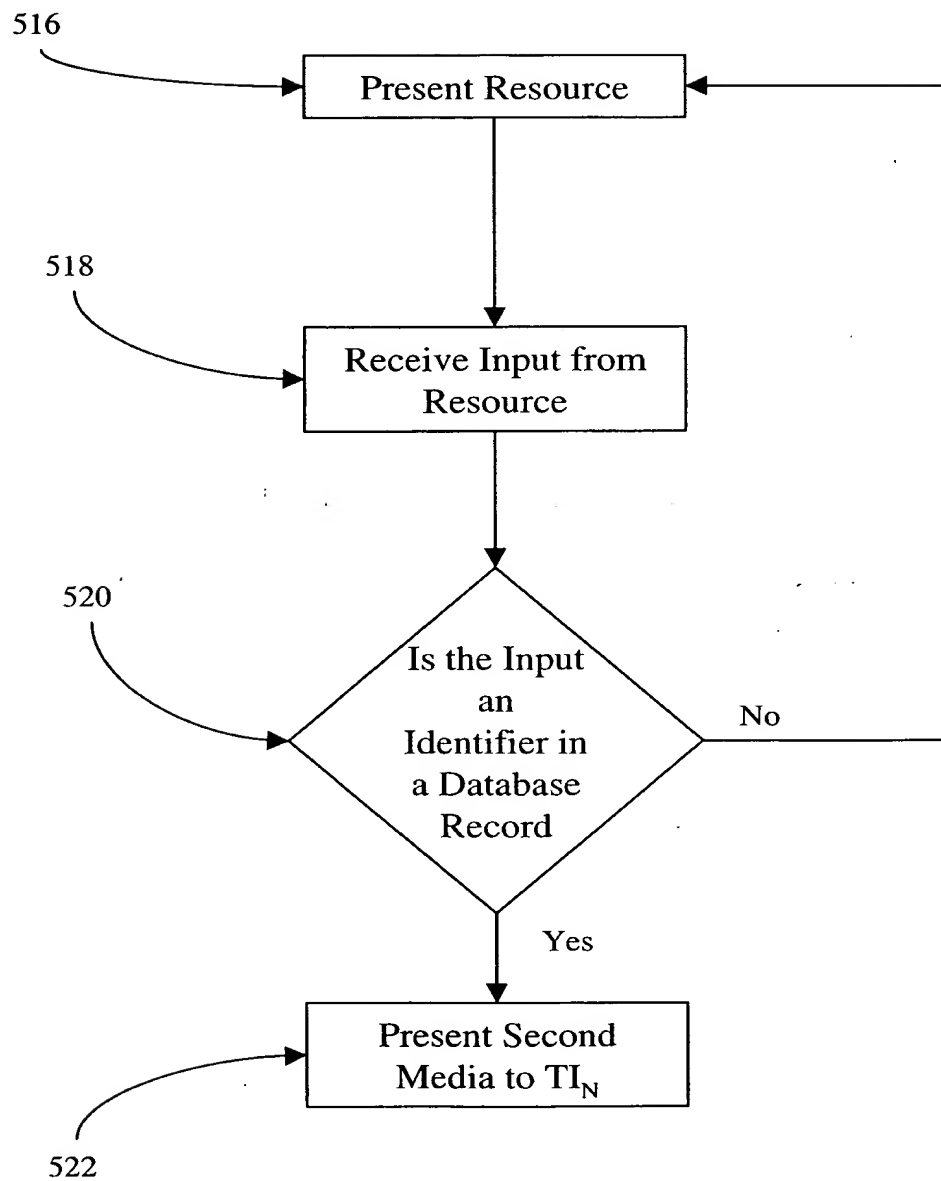 516
Present Resource
518
Receive Input from
Resource
520
Is the Input
an
Identifier in
a Database
Record
No
Yes
Present Second
Media to TI_N
522